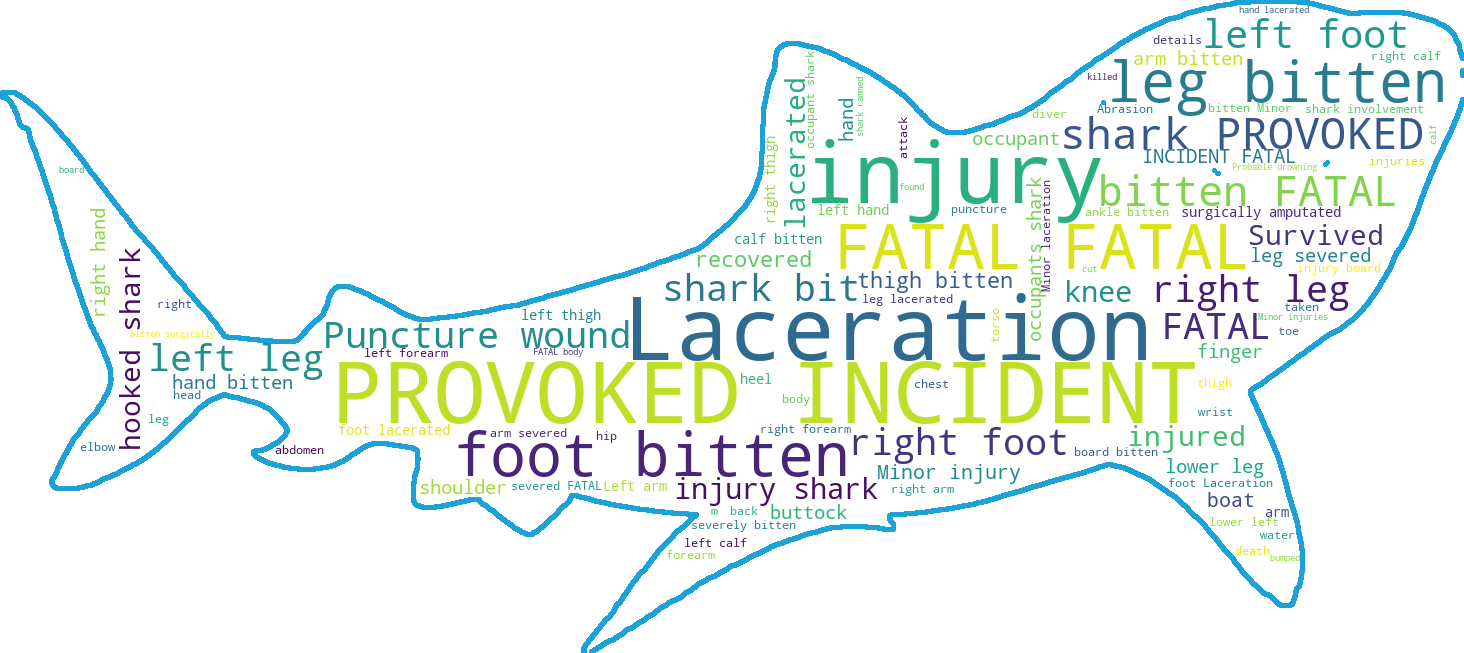 hand lacerated
left foot
details
right calf
arm bitten
leg bitten
killed
Abrasion
bitten Minor
shark involvement
occupant shark
lacerated
hand
shark rammed
attack
diver
occupant
shark PROVOKED
calf
INCIDENT FATAL
injuries
Probable drowning
right thigh
injury
found
bitten FATAL
left hand
puncture
ankle bitten
surgically amputated
board
right hand
hooked shark
calf bitten
FATAL FATAL
Survived
recovered
occupants shark
Minor laceration
leg severed
cut
injury board
shark bit
thigh bitten
leg lacerated
knee
right leg
taken
right
left thigh
Laceration
torso
FATAL
Minor injuries
toe
bitten surgically
Puncture wound
left leg
left forearm
FATAL body
finger
hand bitten
head
PROVOKED INCIDENT
heel
chest
body
thigh
leg
wrist
elbow
abdomen
foot lacerated
arm severed
hip
right forearm
foot bitten
right foot
board bitten
injured
Minor injury
lower leg
shoulder
severed FATAL
Left arm
injury shark
right arm
foot Laceration
boat
m
back
buttock
arm
severely bitten
lower left
water
left calf
forearm
death
bumped